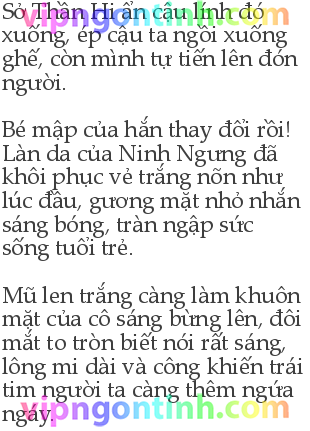 Sở Thần Hi ấn cậu lính đó
xuống, ép cậu ta ngồi xuống
ghế, còn mình tự tiến lên đón
người.
Bé mập của hắn thay đổi rồi!
Làn da của Ninh Ngưng đã
khôi phục vẻ trắng nõn như
lúc đầu, gương mặt nhỏ nhắn
sáng bóng, tràn ngập sức
sống tuổi trẻ.
Mũ len trắng càng làm khuôn
mặt của cô sáng bừng lên, đôi
mắt to tròn biết nói rất sáng,
lông mi dài và công khiến trái
tim người ta càng thêm ngứa
ngáy.
vipngontinh.com
vipngontinh.com